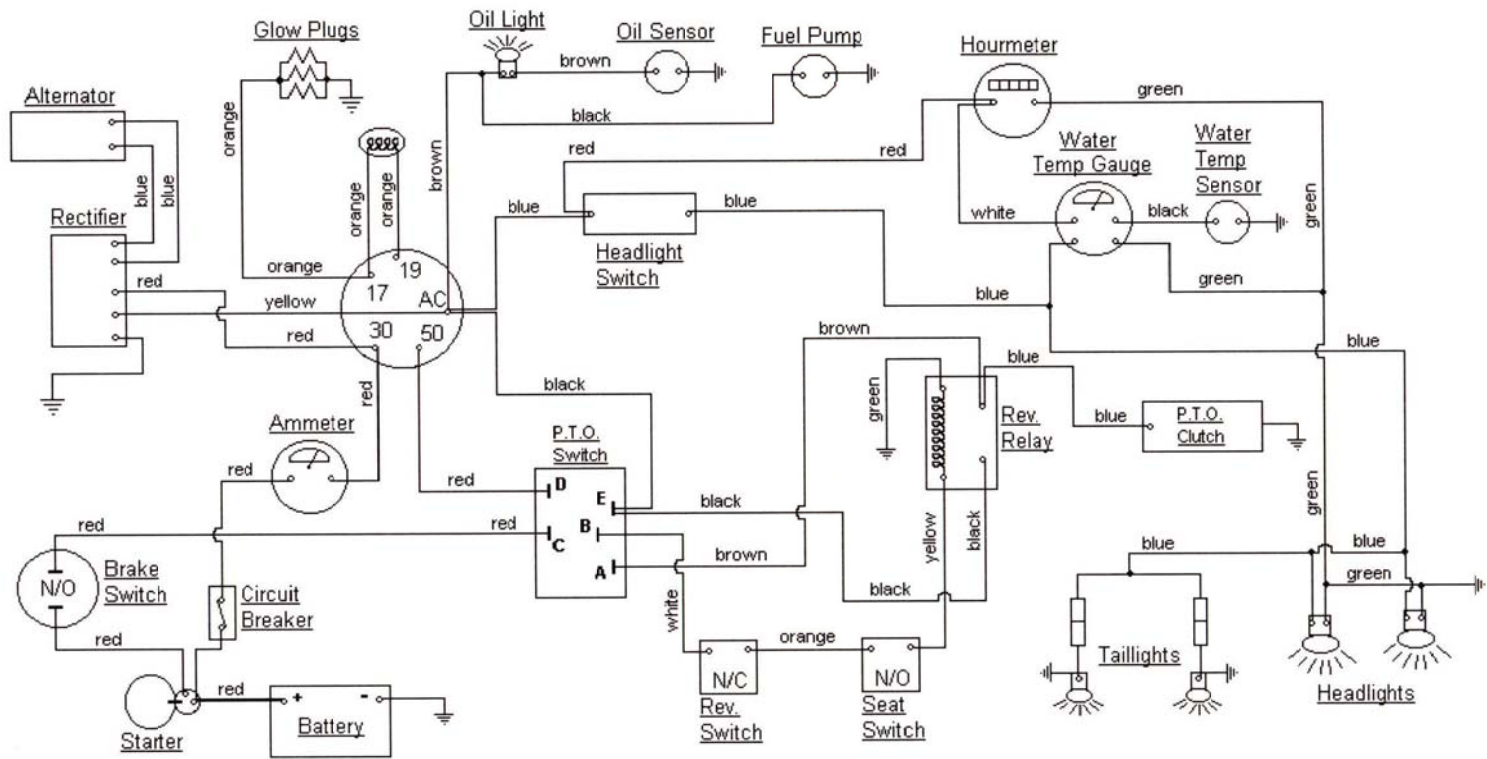 Glow Plugs
Oil Light
Oil Sensor
Fuel Pump
Hourmeter
Alternator
brown
black
green
orange
blue
blue
orange
orange
brown
red
red
Water
Temp Gauge
Water
Temp
Sensor
green
white
black
Rectifier
orange
red
yellow
red
17
19
AC
30
50
blue
blue
Headlight
Switch
green
blue
brown
blue
blue
red
black
green
Rev.
Relay
blue
P.T.O.
Clutch
Ammeter
red
P.T.O.
Switch
red
D
E
B
C
A
black
brown
yellow
black
green
red
red
N/O
Brake
Switch
Circuit
Breaker
red
white
black
orange
blue
blue
green
N/C
Rev.
Switch
N/O
Seat
Switch
Taillights
Headlights
Starter
red
+
-
Battery